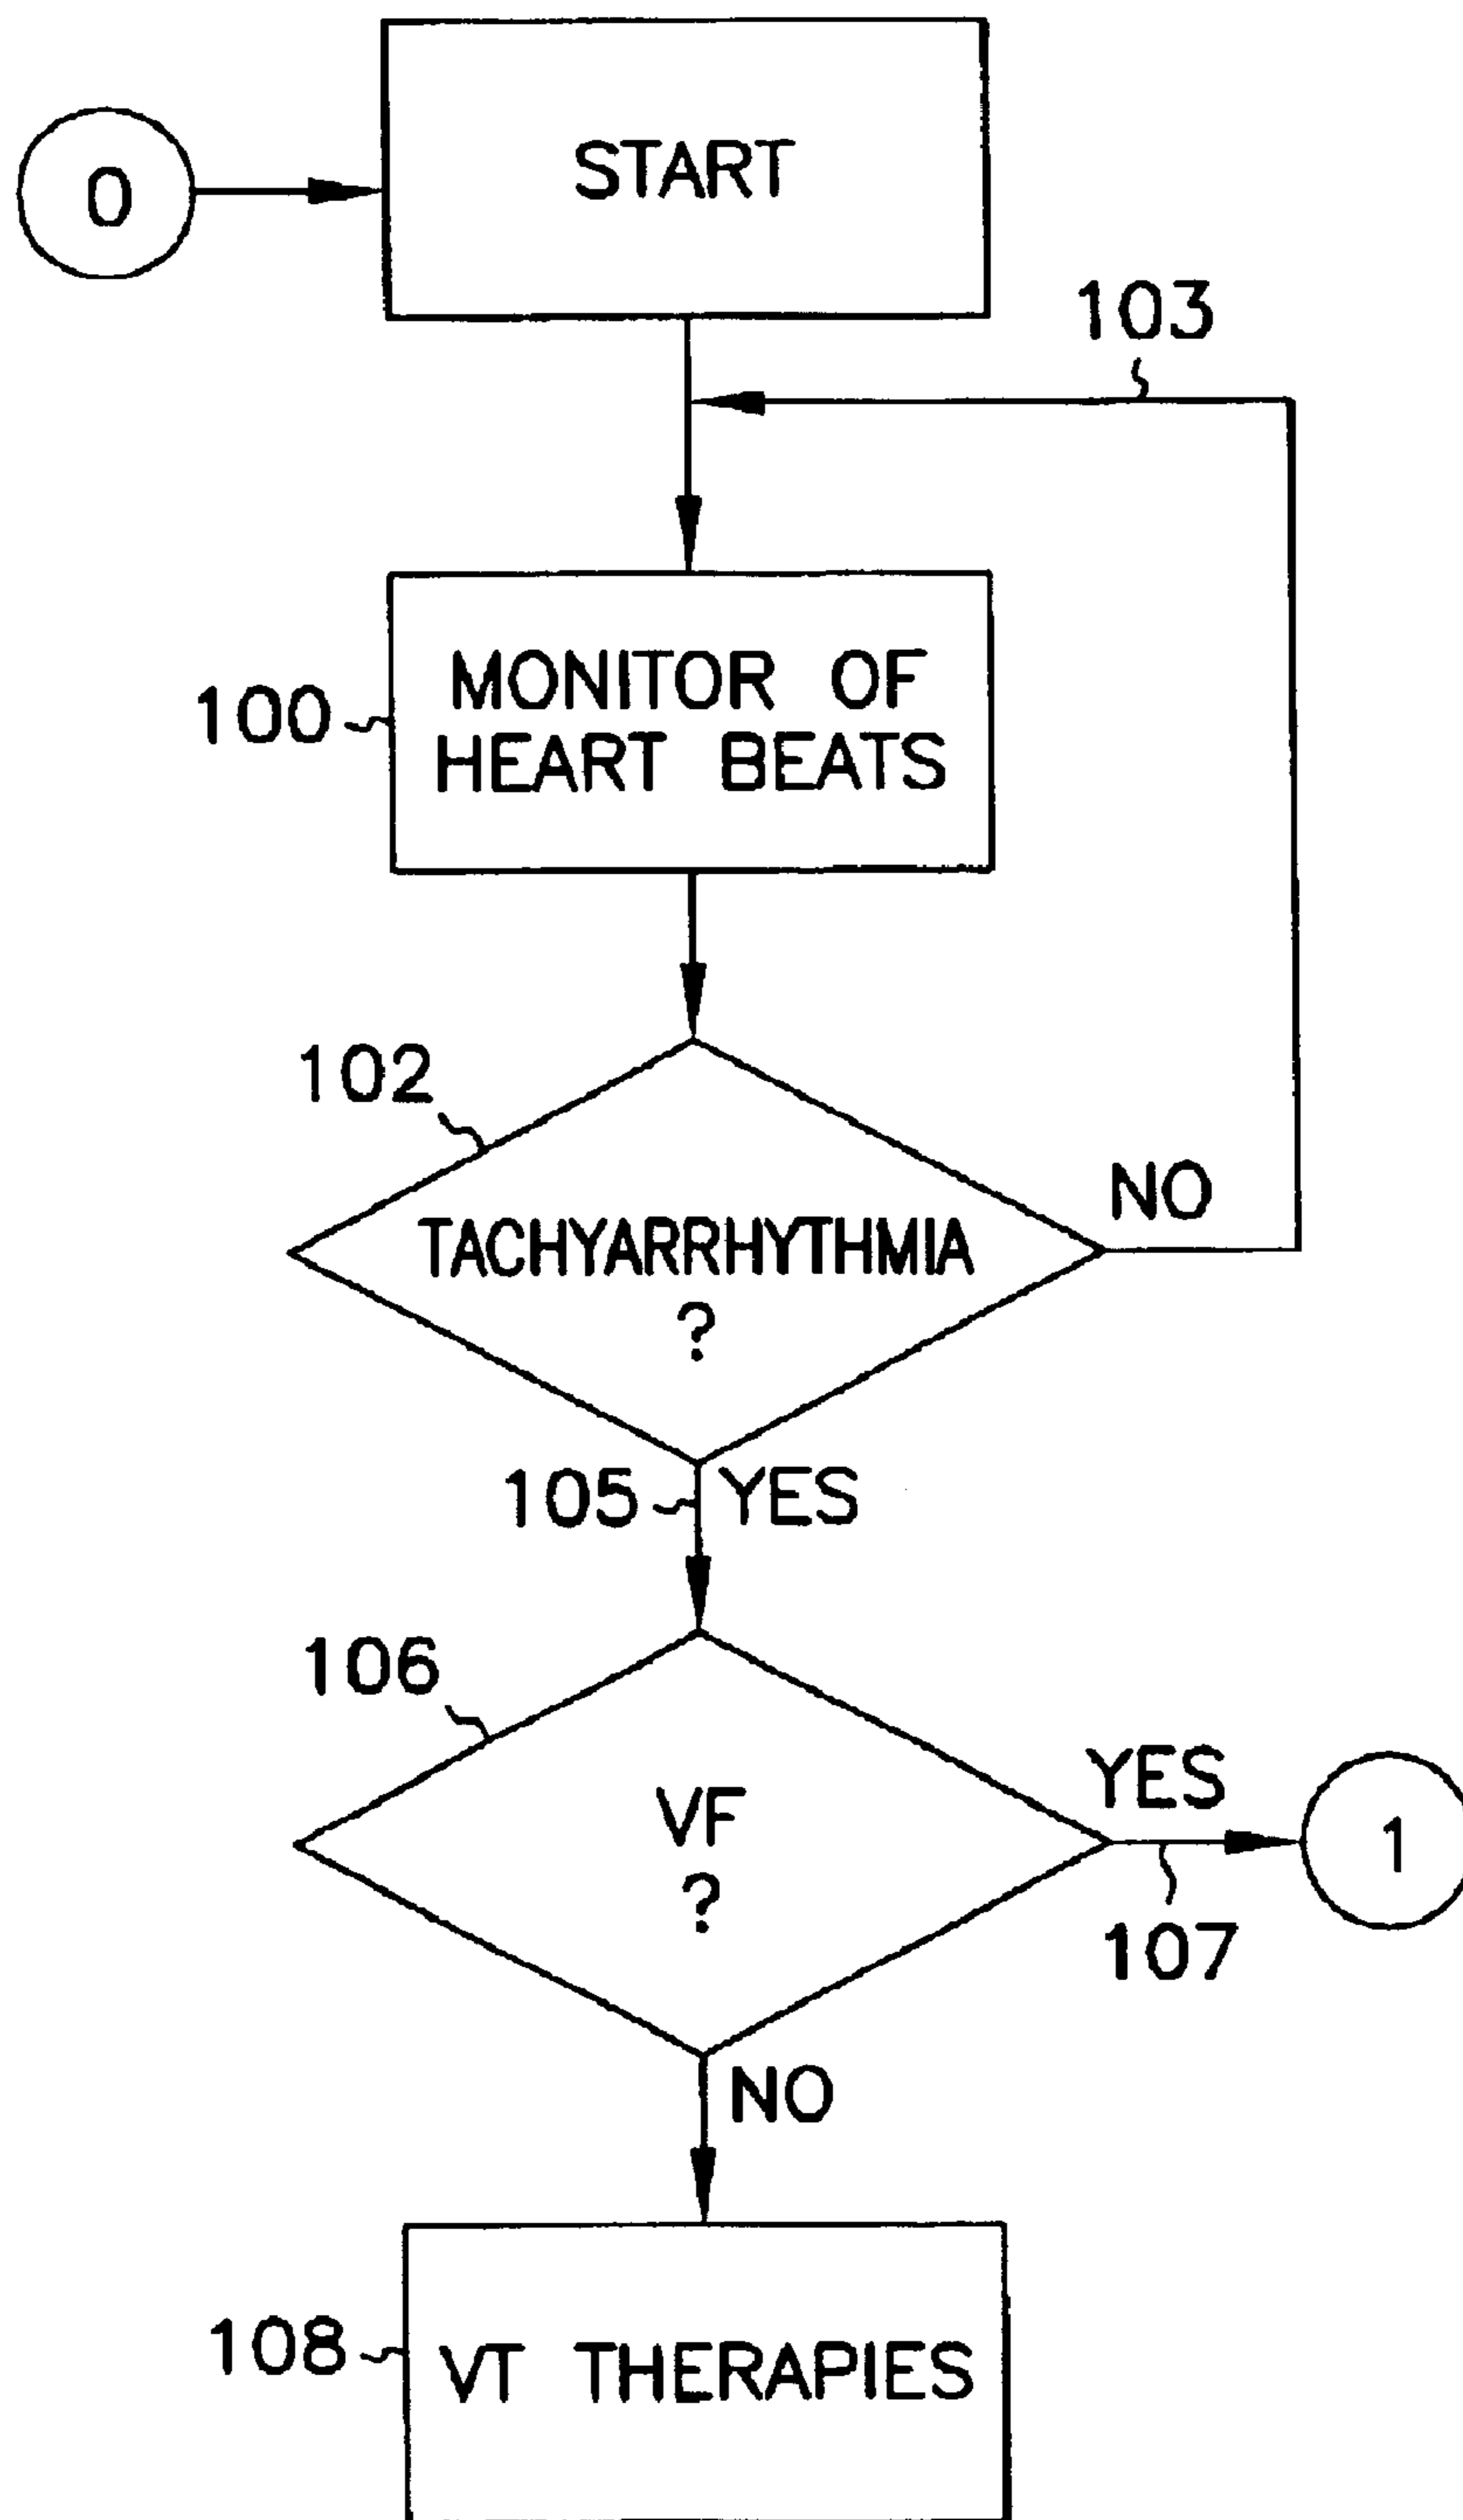 0
START
103
100
MONITOR OF
HEART BEATS
102
TACHYARRHYTHMIA
?
NO
105
YES
106
VF
?
YES
1
107
NO
108
VT THERAPIES